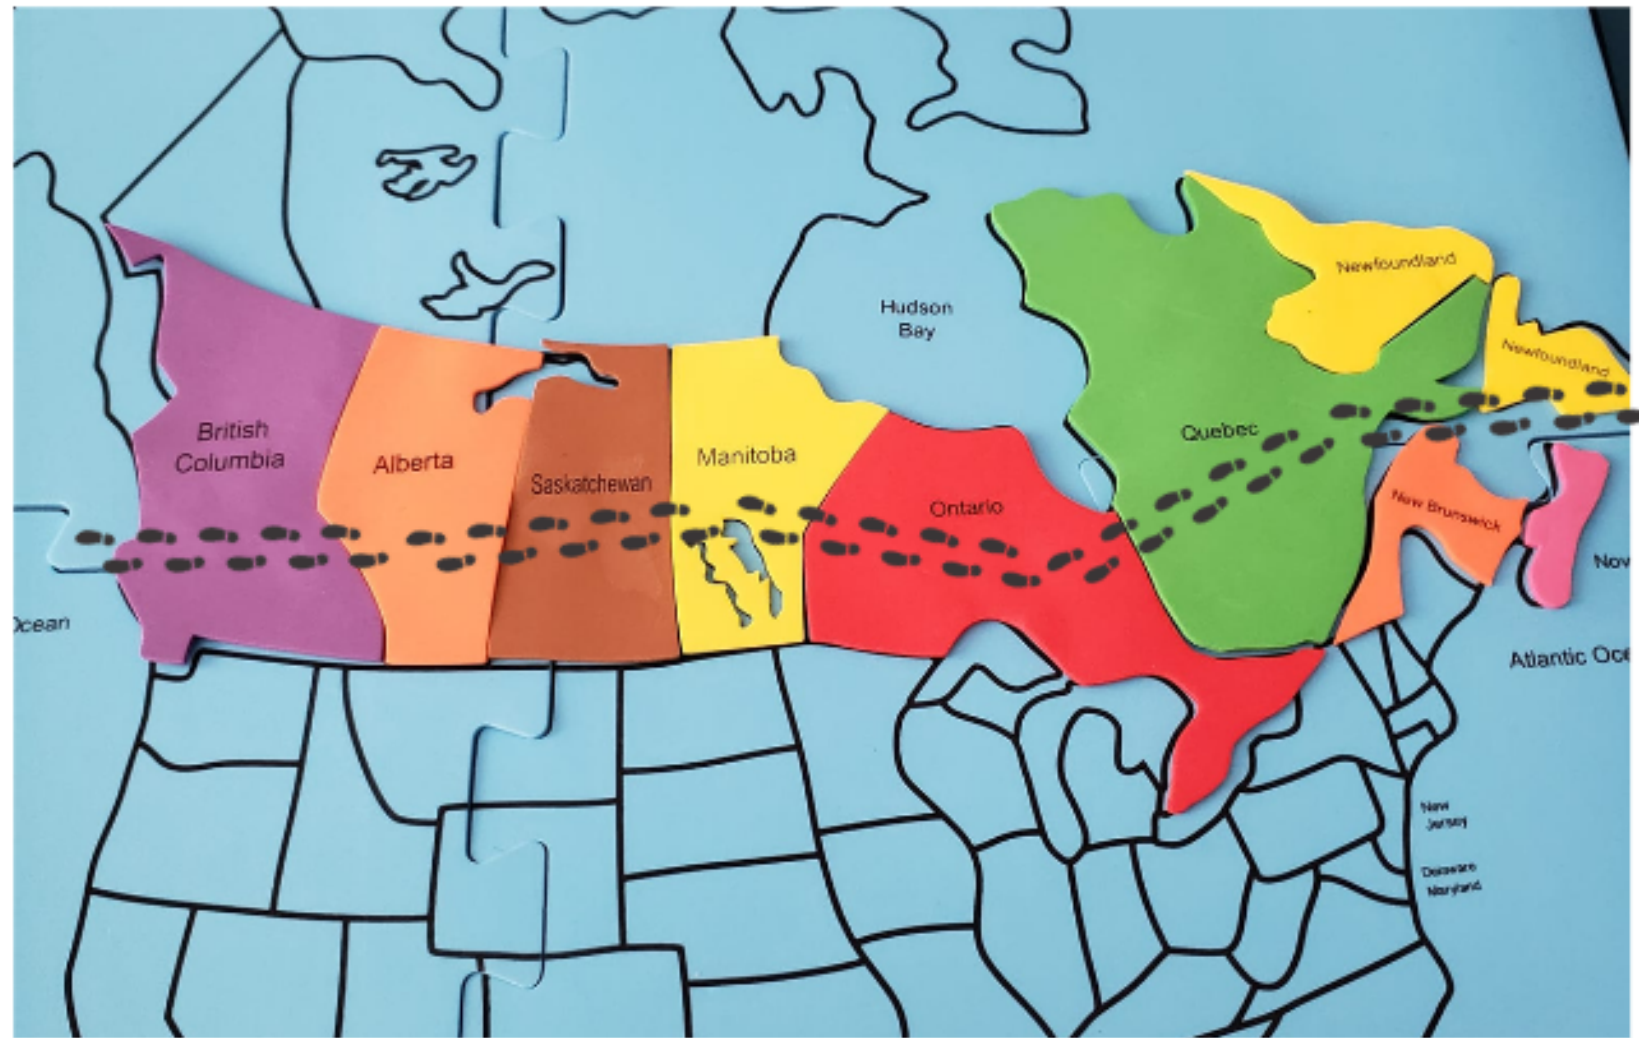 Newfoundland
Hudson
Bay
Newfoundland
British
Columbia
Alberta
Saskatchewan
Manitoba
Ontario
Quebec
New Brunswick
Nov
Ocean
Atlantic Oce
New
Jersey
Delaware
Maryland